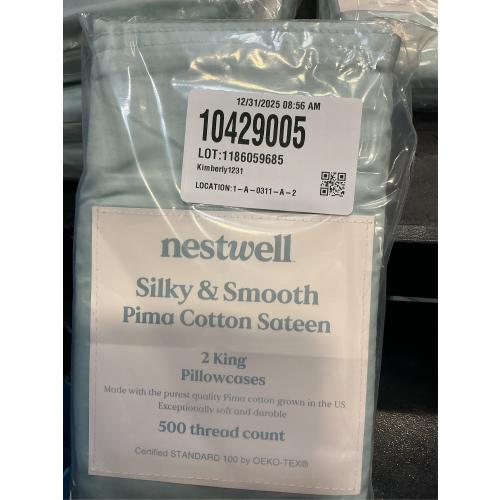 12/31/2025 08:56 AM
10429005
LOT:1186059685
Kimberly1231
LOCATION:1-A-0311-A-2
nestwell
Silky & Smooth
Pima Cotton Sateen
2 King
Pillowcases
Made with the purest quality Pima cotton grown in the US
Exceptionally soft and durable
500 thread count
Certified STANDARD 100 by OEKO-TEX®